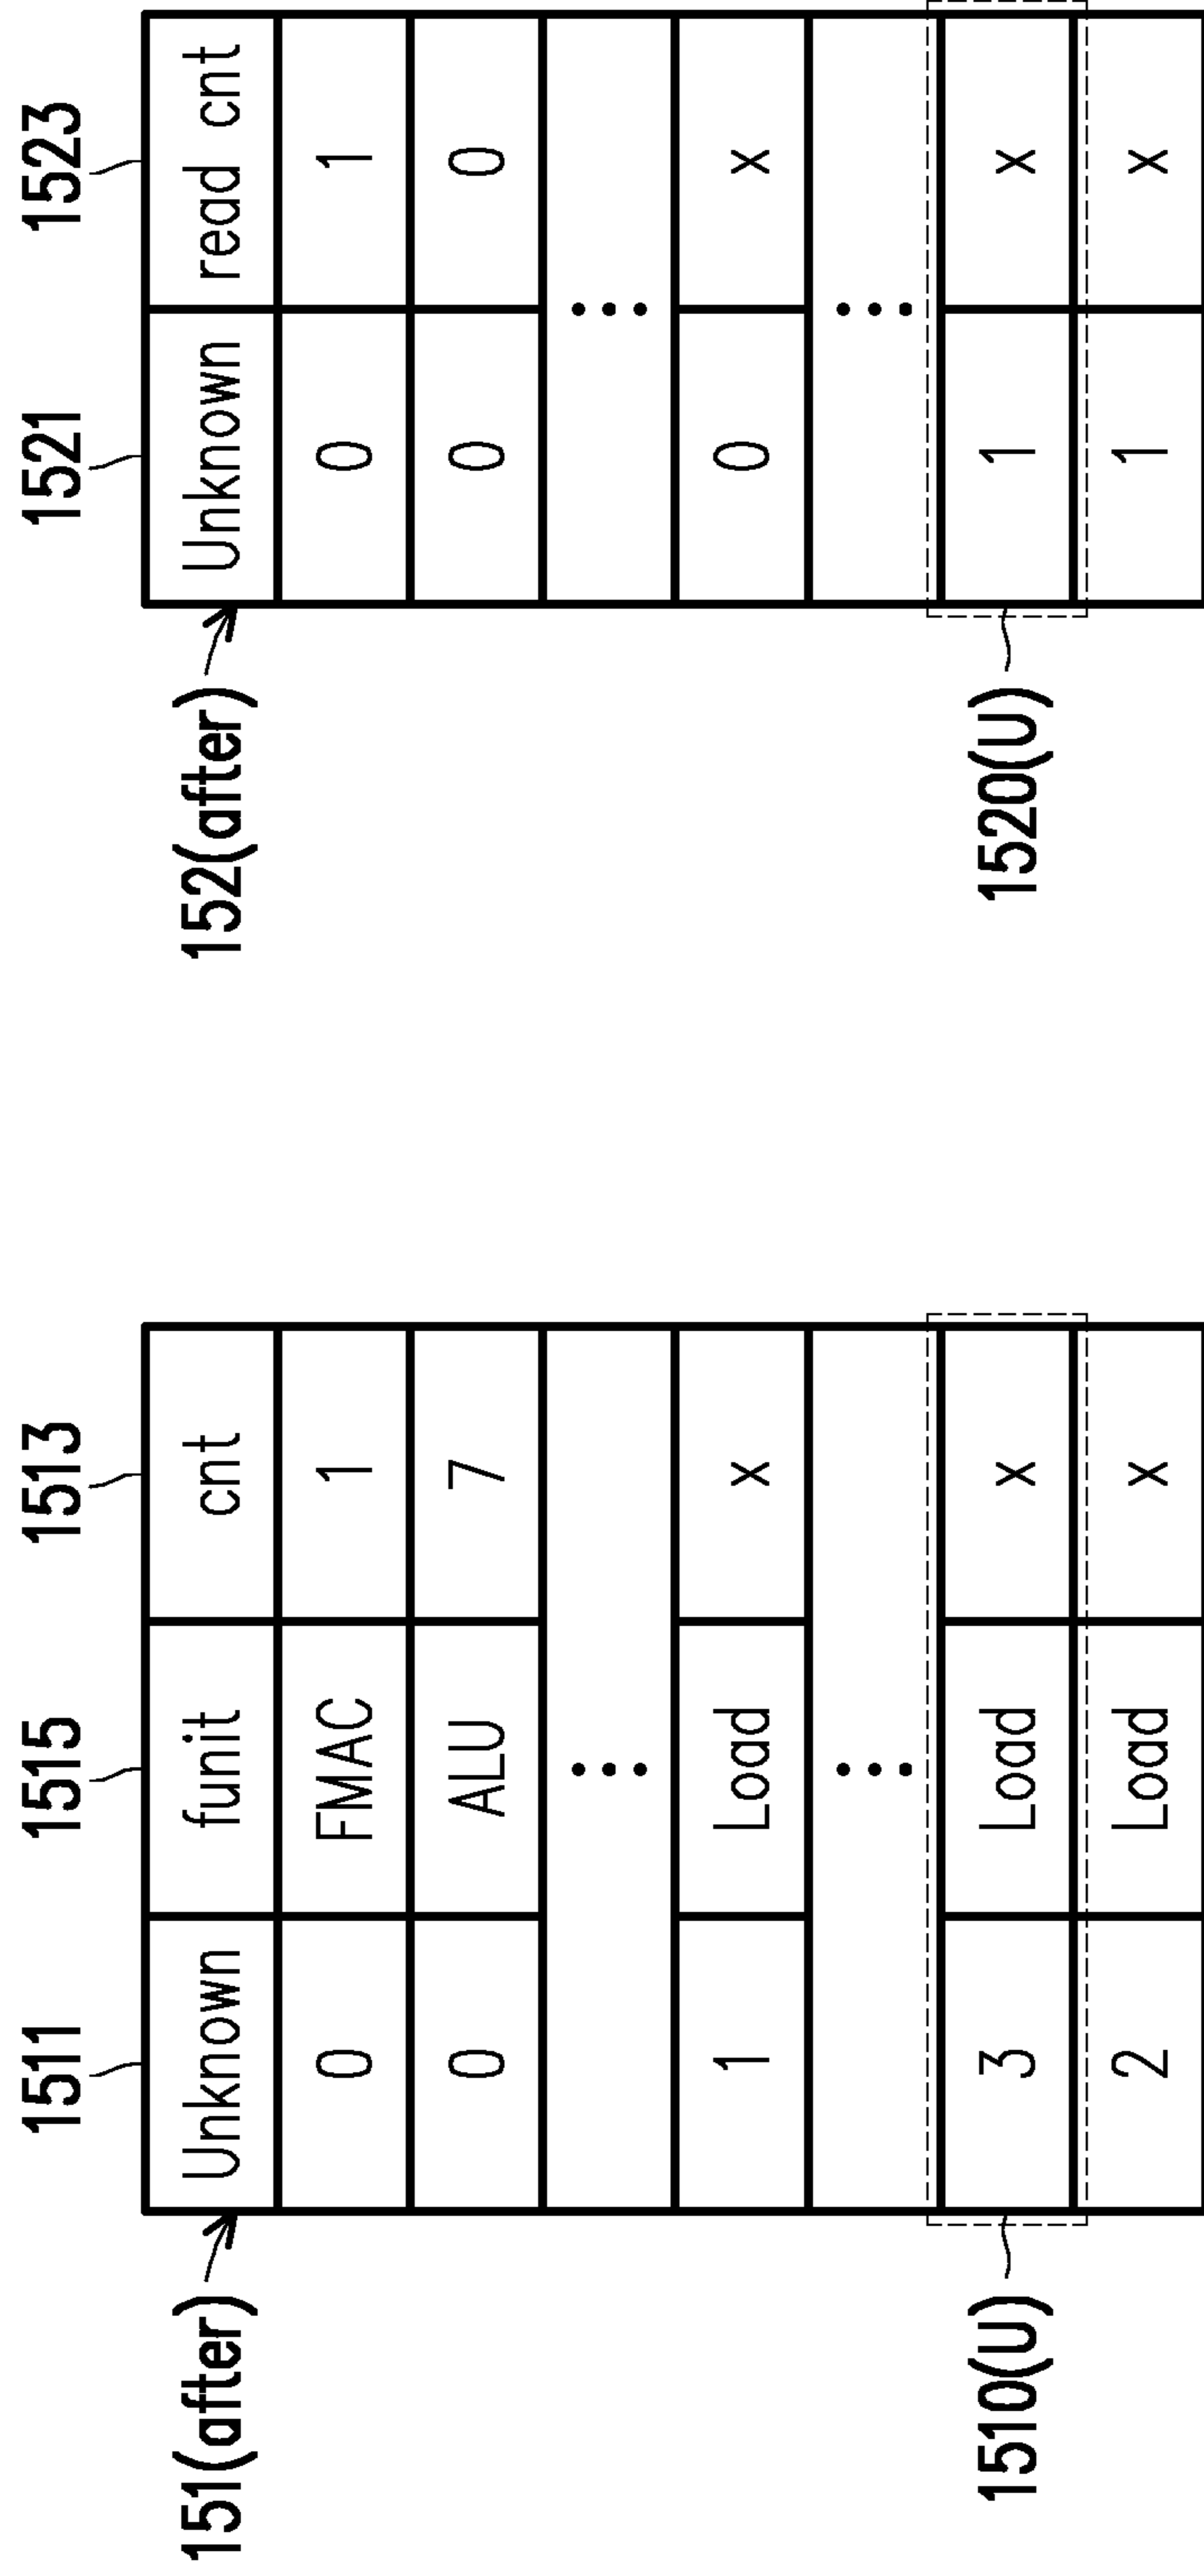 1511 1515 1513
151(after)
Unknown funit cnt
0 FMAC 1
0 ALU 7
...
1 Load x
...
1510(U)
3 Load x
2 Load x
1521 1523
152(after)
Unknown read cnt
0 1
0 0
...
0 x
...
1520(U)
1 x
1 x